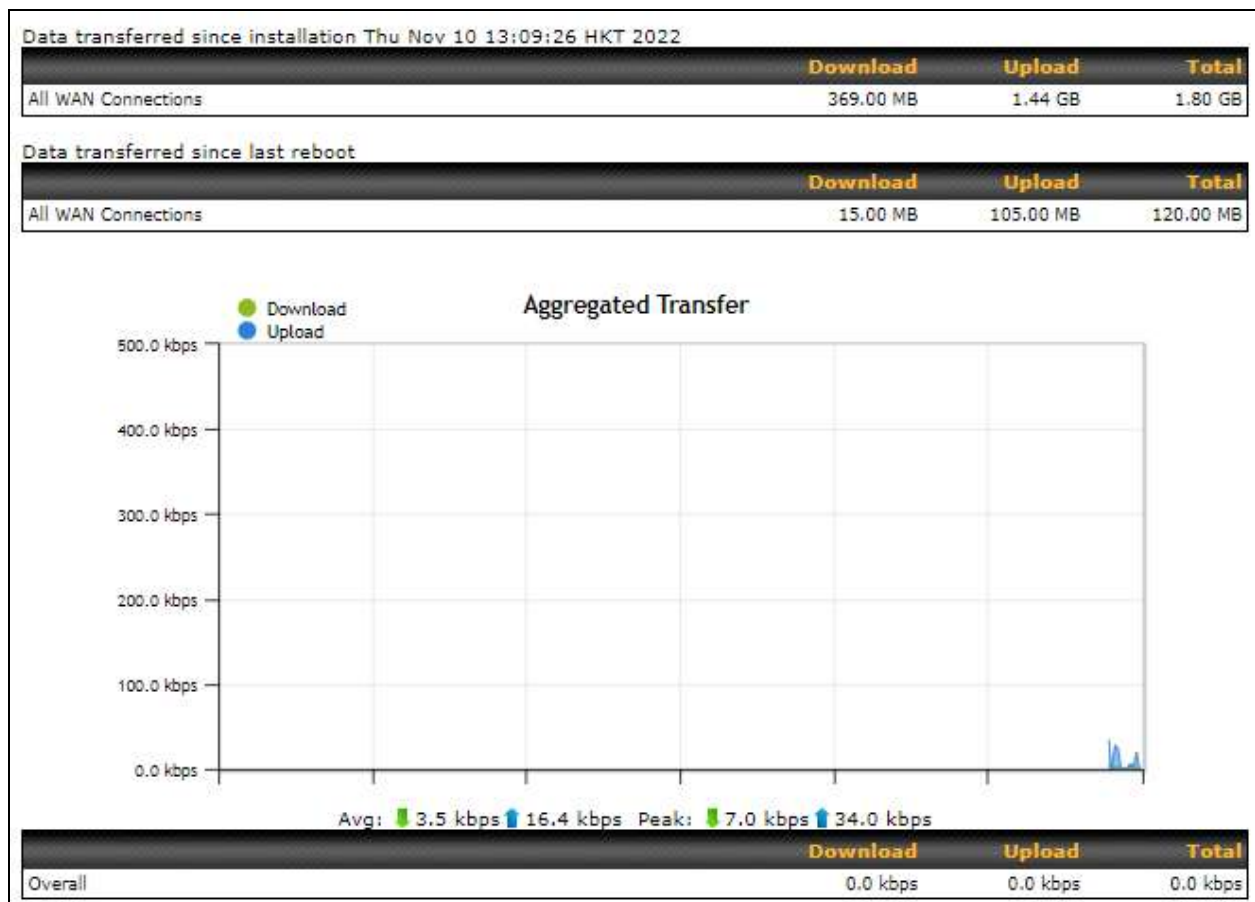 Data transferred since installation Thu Nov 10 13:09:26 HKT 2022
Download Upload Total
All WAN Connections 369.00 MB 1.44 GB 1.80 GB
Data transferred since last reboot
Download Upload Total
All WAN Connections 15.00 MB 105.00 MB 120.00 MB
Aggregated Transfer
Download
Upload
500.0 kbps
400.0 kbps
300.0 kbps
200.0 kbps
100.0 kbps
0.0 kbps
Avg: 3.5 kbps 16.4 kbps Peak: 7.0 kbps 34.0 kbps
Download Upload Total
Overall 0.0 kbps 0.0 kbps 0.0 kbps